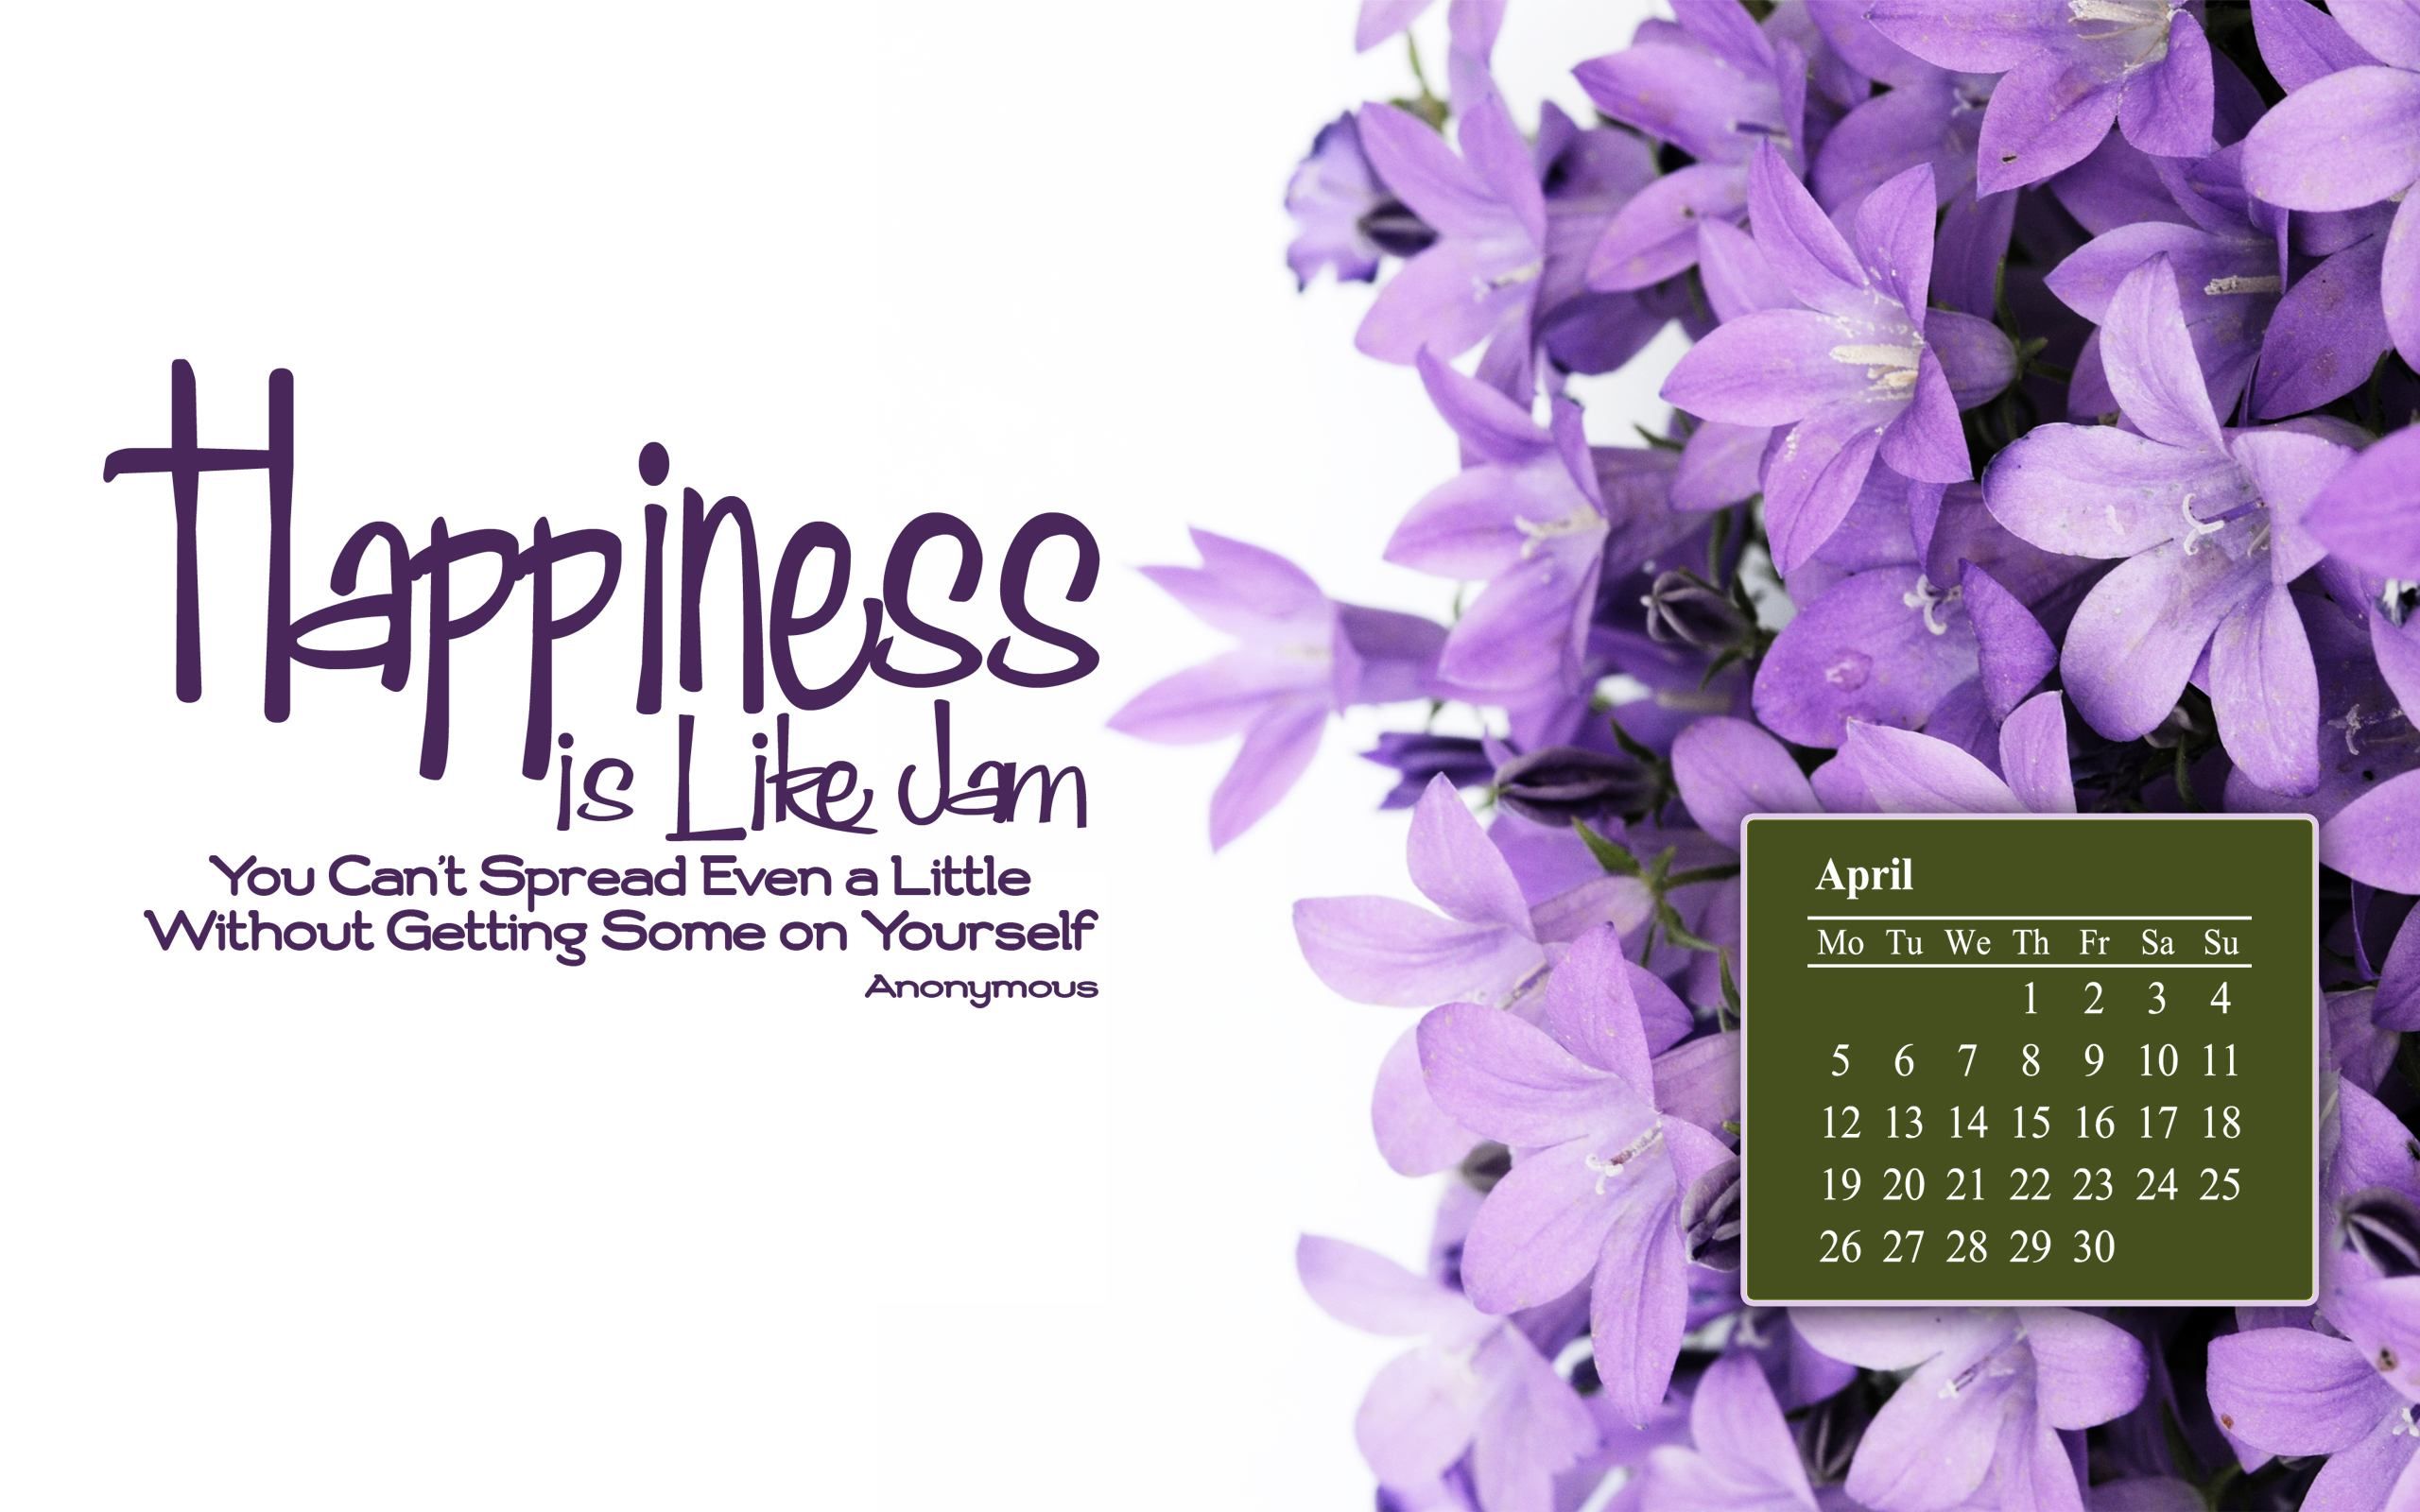 Happiness
is Like Jam
You Can't Spread Even a Little
Without Getting Some on Yourself
Anonymous
April
Mo Tu We Th Fr Sa Su
1 2 3 4
5 6 7 8 9 10 11
12 13 14 15 16 17 18
19 20 21 22 23 24 25
26 27 28 29 30